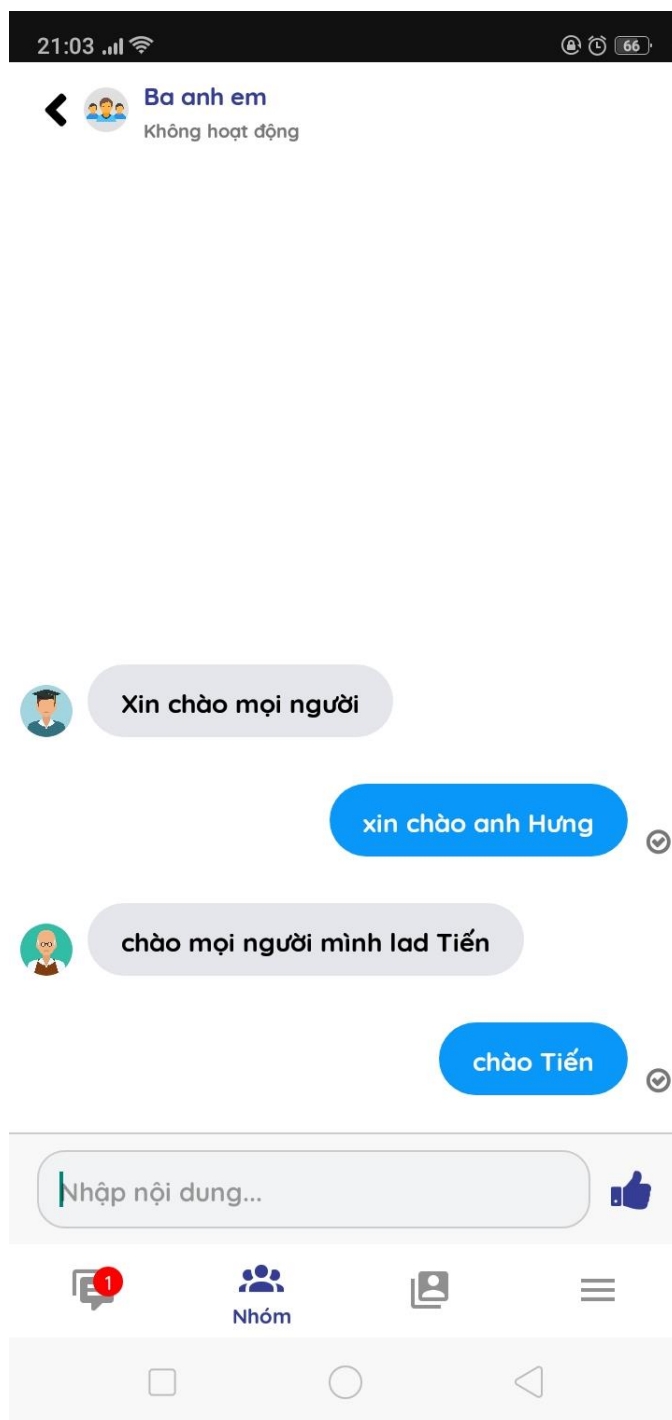 21:03
66
Ba anh em
Không hoạt động
Xin chào mọi người
xin chào anh Hưng
chào mọi người mình lad Tiến
chào Tiến
Nhập nội dung...
1
Nhóm